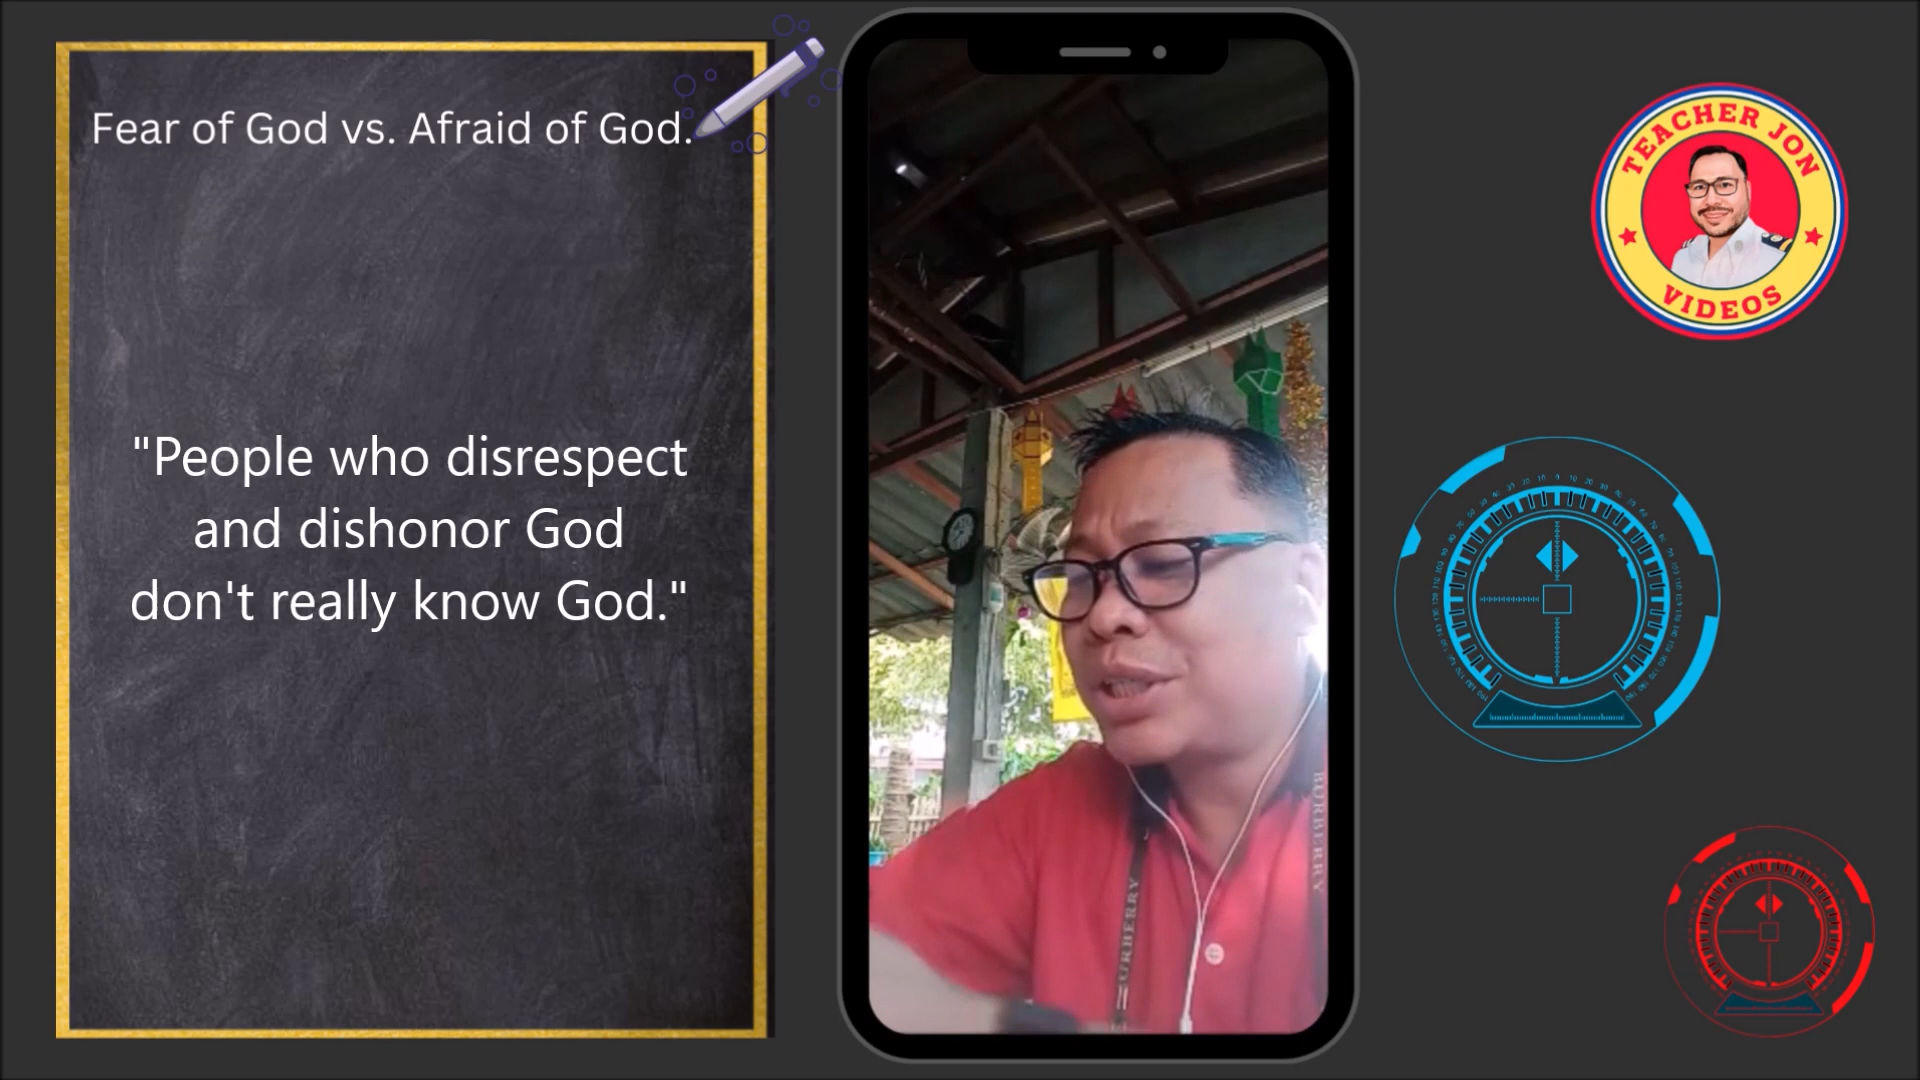 Fear of God vs. Afraid of God.
"People who disrespect
and dishonor God
don't really know God."
TEACHER JON
VIDEOS
BURBERRY
BURBERRY